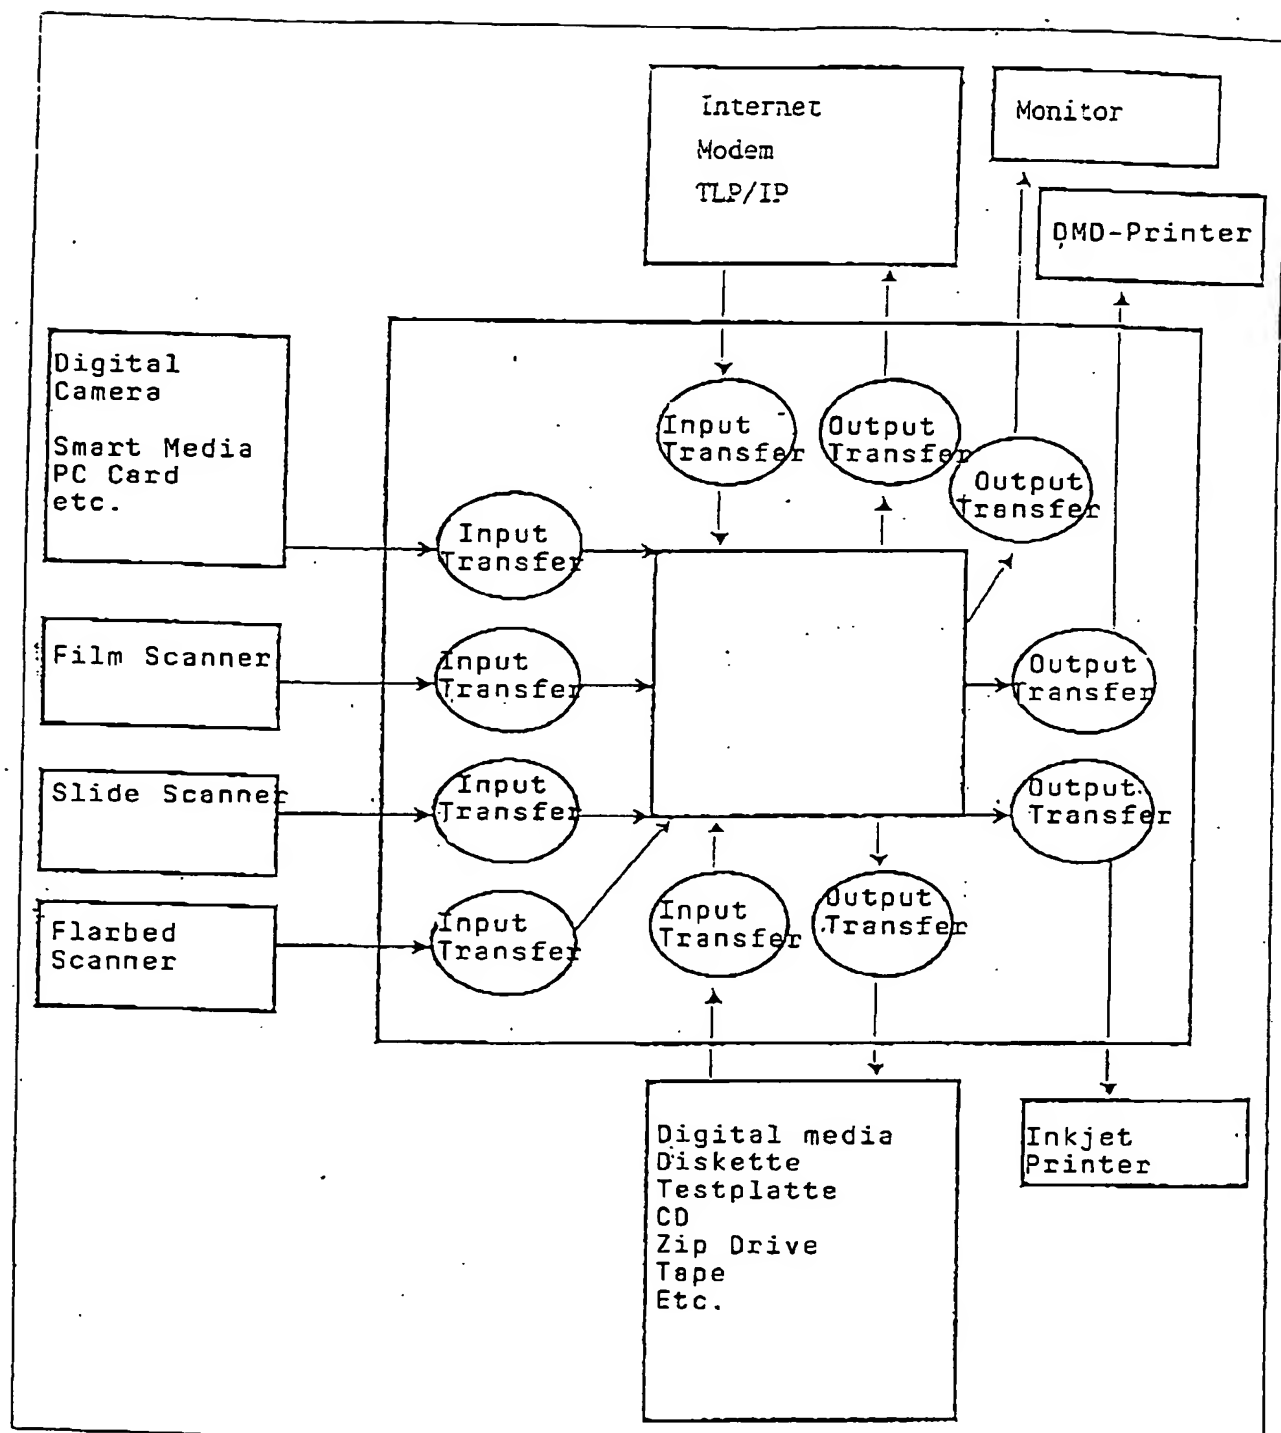 Internet
Modem
TLP/IP
Monitor
DMD-Printer
Digital
Camera
Smart Media
PC Card
etc.
Input
Transfer
Output
Transfer
Output
Transfer
Input
Transfer
Film Scanner
Input
Transfer
Output
Transfer
Slide Scanner
Input
Transfer
Output
Transfer
Flarbed
Scanner
Input
Transfer
Input
Transfer
Output
Transfer
Digital media
Diskette
Testplatte
CD
Zip Drive
Tape
Etc.
Inkjet
Printer